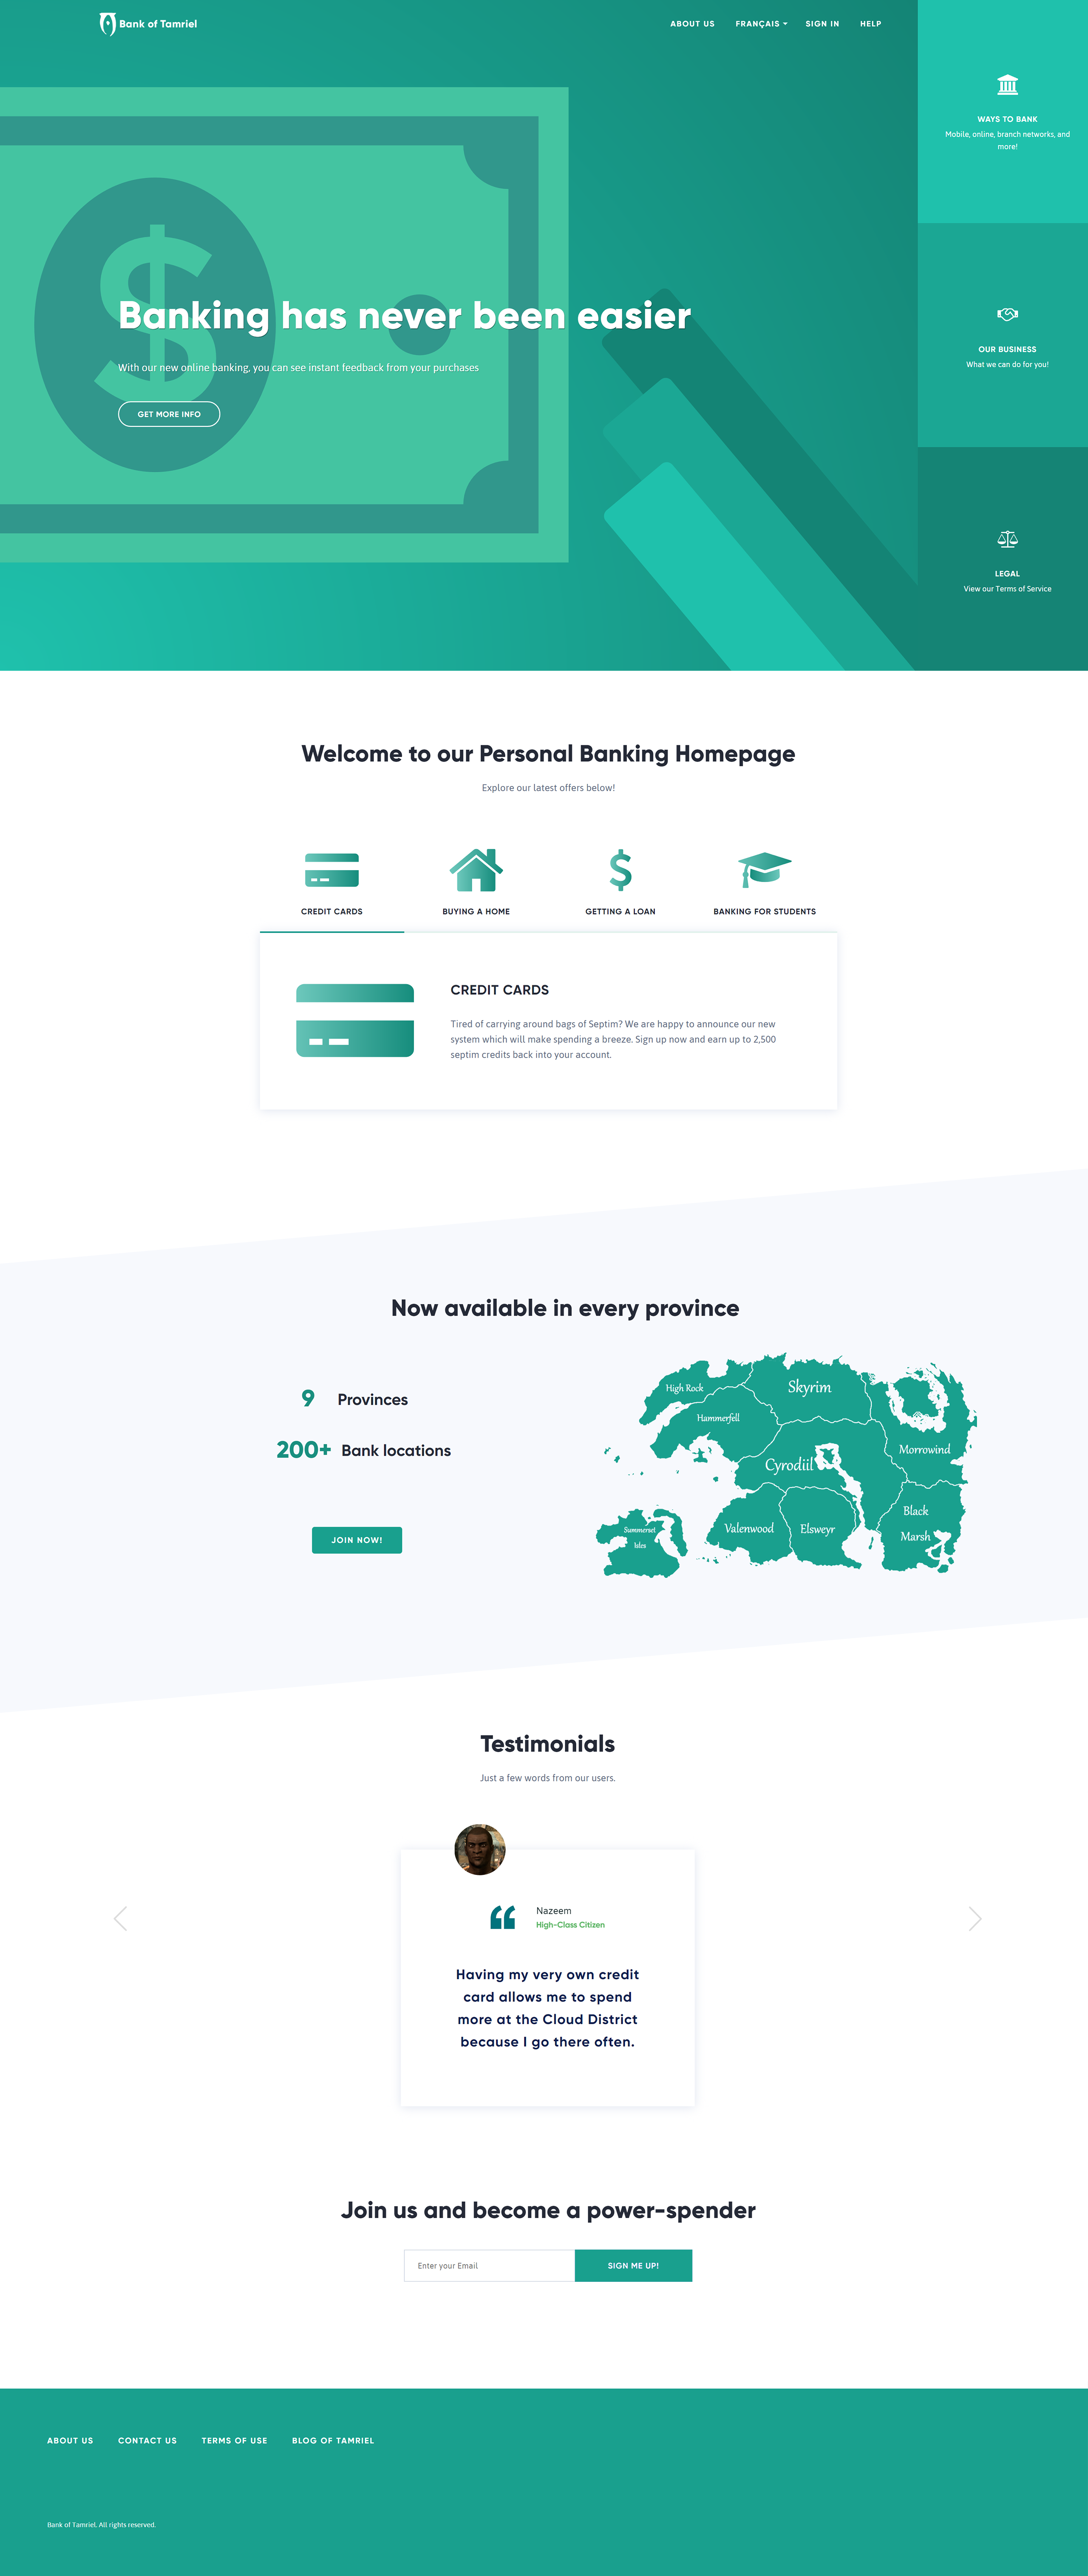 Bank of Tamriel
ABOUT US
FRANÇAIS
SIGN IN
HELP
WAYS TO BANK
Mobile, online, branch networks, and
more!
OUR BUSINESS
What we can do for you!
LEGAL
View our Terms of Service
Banking has never been easier
With our new online banking, you can see instant feedback from your purchases
GET MORE INFO
Welcome to our Personal Banking Homepage
Explore our latest offers below!
CREDIT CARDS
BUYING A HOME
GETTING A LOAN
BANKING FOR STUDENTS
CREDIT CARDS
Tired of carrying around bags of Septim? We are happy to announce our new
system which will make spending a breeze. Sign up now and earn up to 2,500
septim credits back into your account.
Now available in every province
9 Provinces
200+ Bank locations
JOIN NOW!
High Rock
Skyrim
Hammerfell
Morrowind
Cyrodiil
Black
Marsh
Valenwood
Elsweyr
Summerset
Isles
Testimonials
Just a few words from our users.
Nazeem
High-Class Citizen
Having my very own credit
card allows me to spend
more at the Cloud District
because I go there often.
Join us and become a power-spender
Enter your Email
SIGN ME UP!
ABOUT US
CONTACT US
TERMS OF USE
BLOG OF TAMRIEL
Bank of Tamriel. All rights reserved.